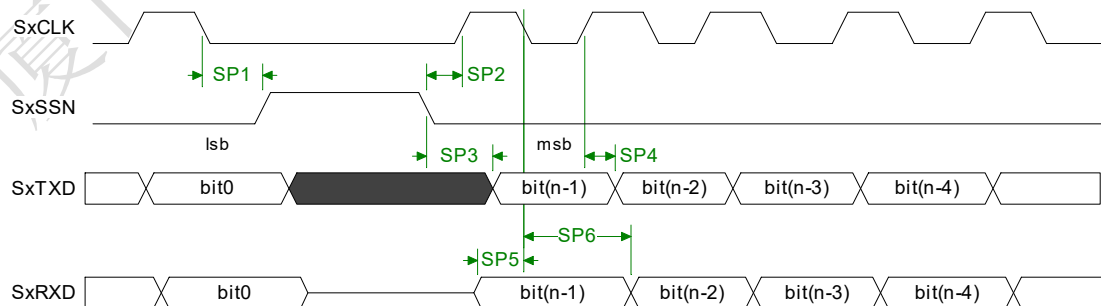 SxCLK
SP1
SP2
SxSSN
lsb
msb
SP3
SP4
SxTXD
bit0
bit(n-1)
bit(n-2)
bit(n-3)
bit(n-4)
SP6
SP5
SxRXD
bit0
bit(n-1)
bit(n-2)
bit(n-3)
bit(n-4)